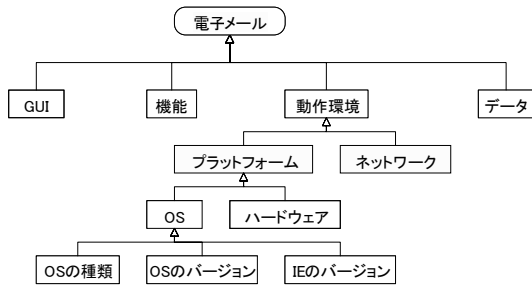 電子メール
GUI
機能
動作環境
データ
プラットフォーム
ネットワーク
OS
ハードウェア
OSの種類
OSのバージョン
IEのバージョン